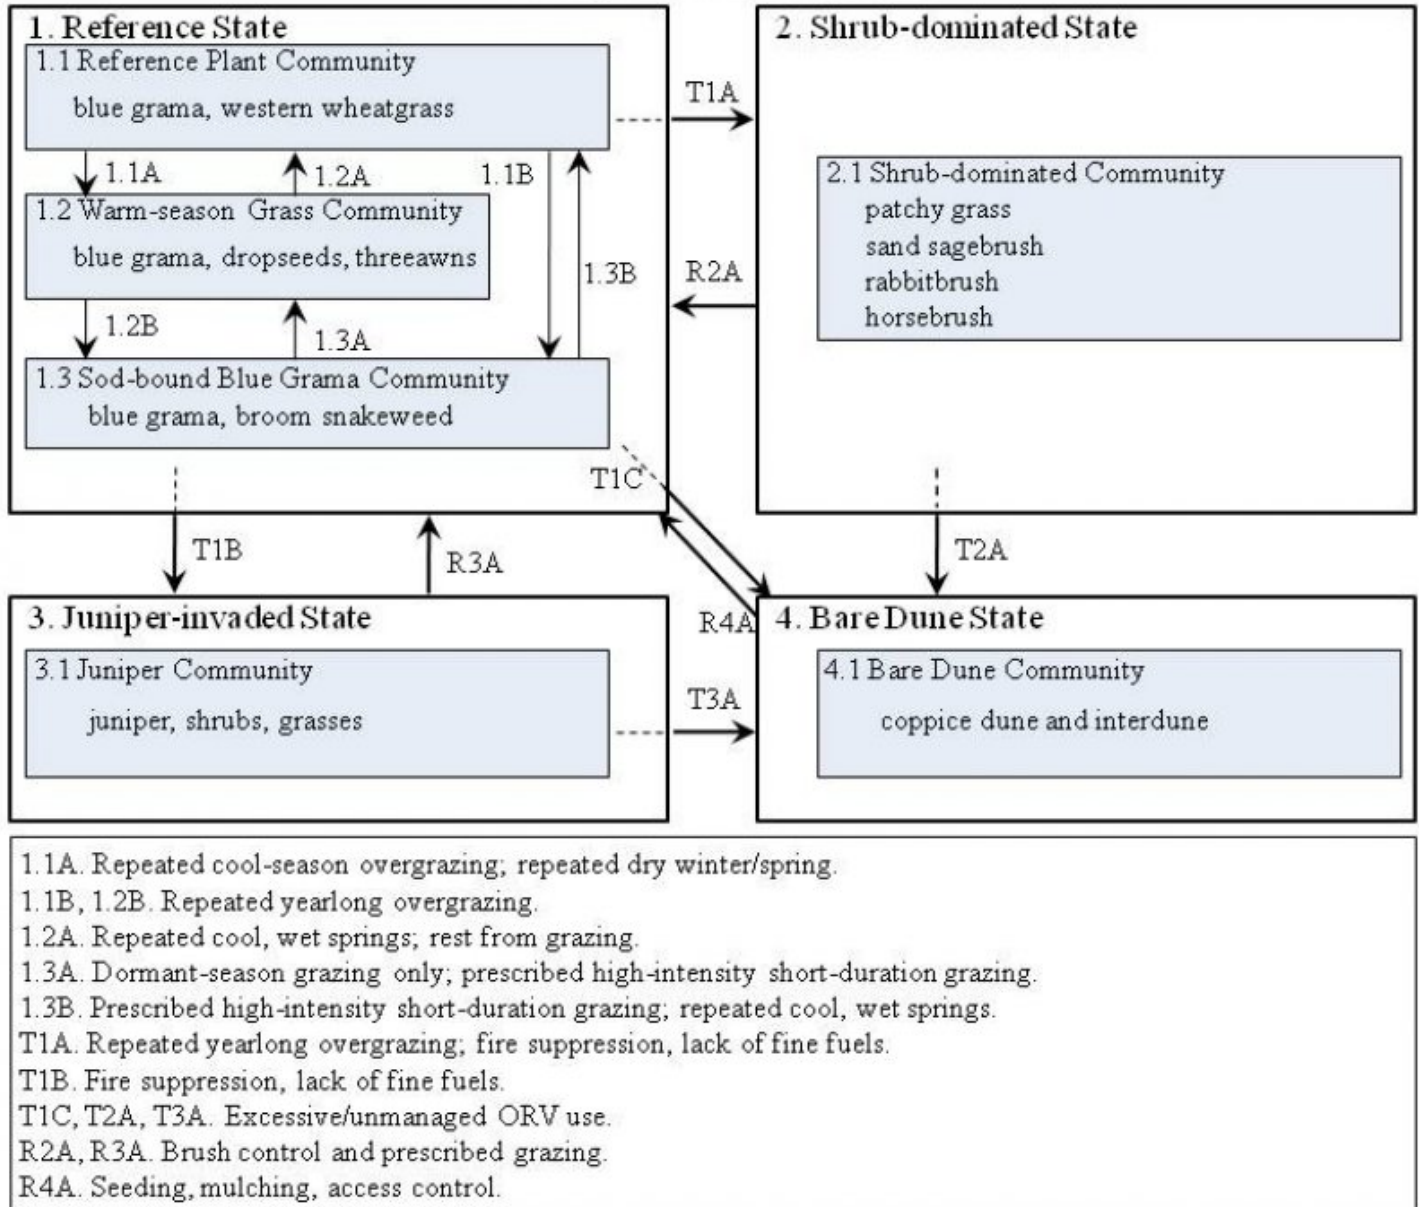 1. Reference State
1.1 Reference Plant Community
blue grama, western wheatgrass
1.1A
1.2A
1.1B
1.2 Warm-season Grass Community
blue grama, dropseeds, threeawns
1.3B
1.2B
1.3A
1.3 Sod-bound Blue Grama Community
blue grama, broom snakeweed
T1A
R2A
2. Shrub-dominated State
2.1 Shrub-dominated Community
patchy grass
sand sagebrush
rabbitbrush
horsebrush
T1C
T1B
R3A
R4A
T2A
3. Juniper-invaded State
3.1 Juniper Community
juniper, shrubs, grasses
T3A
4. Bare Dune State
4.1 Bare Dune Community
coppice dune and interdune
1.1A. Repeated cool-season overgrazing; repeated dry winter/spring.
1.1B, 1.2B. Repeated yearlong overgrazing.
1.2A. Repeated cool, wet springs; rest from grazing.
1.3A. Dormant-season grazing only; prescribed high-intensity short-duration grazing.
1.3B. Prescribed high-intensity short-duration grazing; repeated cool, wet springs.
T1A. Repeated yearlong overgrazing; fire suppression, lack of fine fuels.
T1B. Fire suppression, lack of fine fuels.
T1C, T2A, T3A. Excessive/unmanaged ORV use.
R2A, R3A. Brush control and prescribed grazing.
R4A. Seeding, mulching, access control.